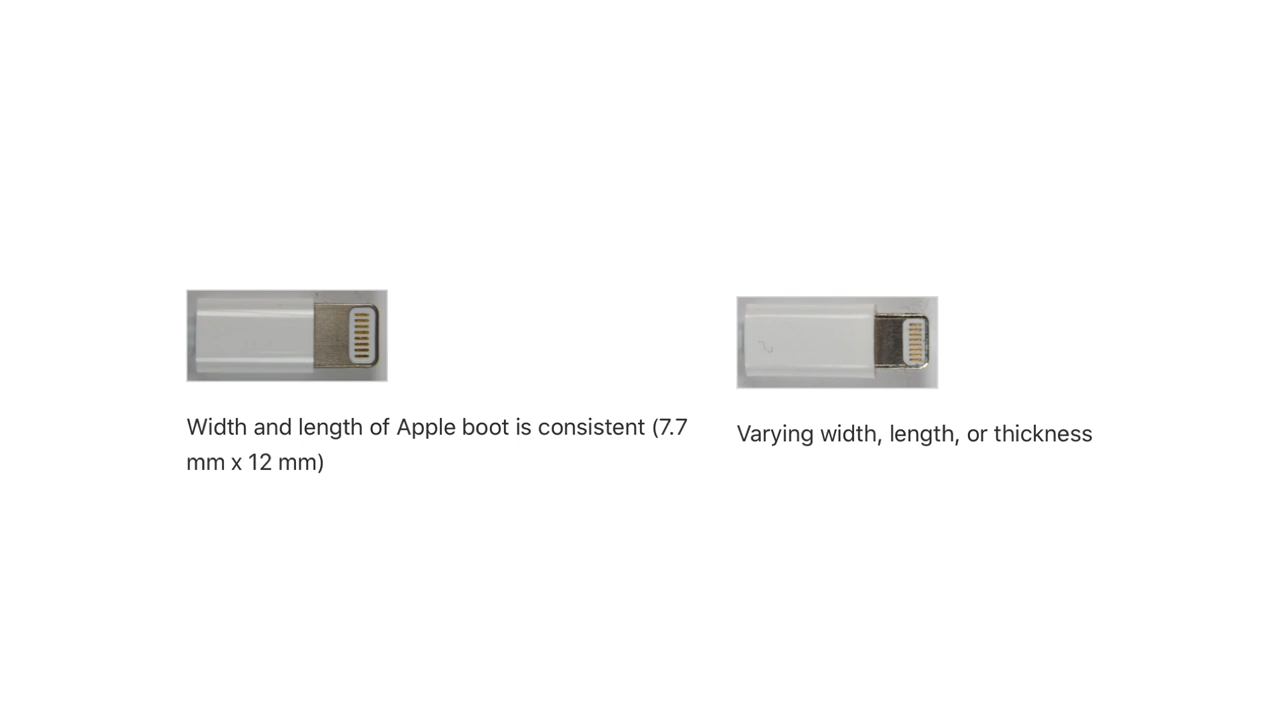 Width and length of Apple boot is consistent (7.7
mm x 12 mm)
Varying width, length, or thickness